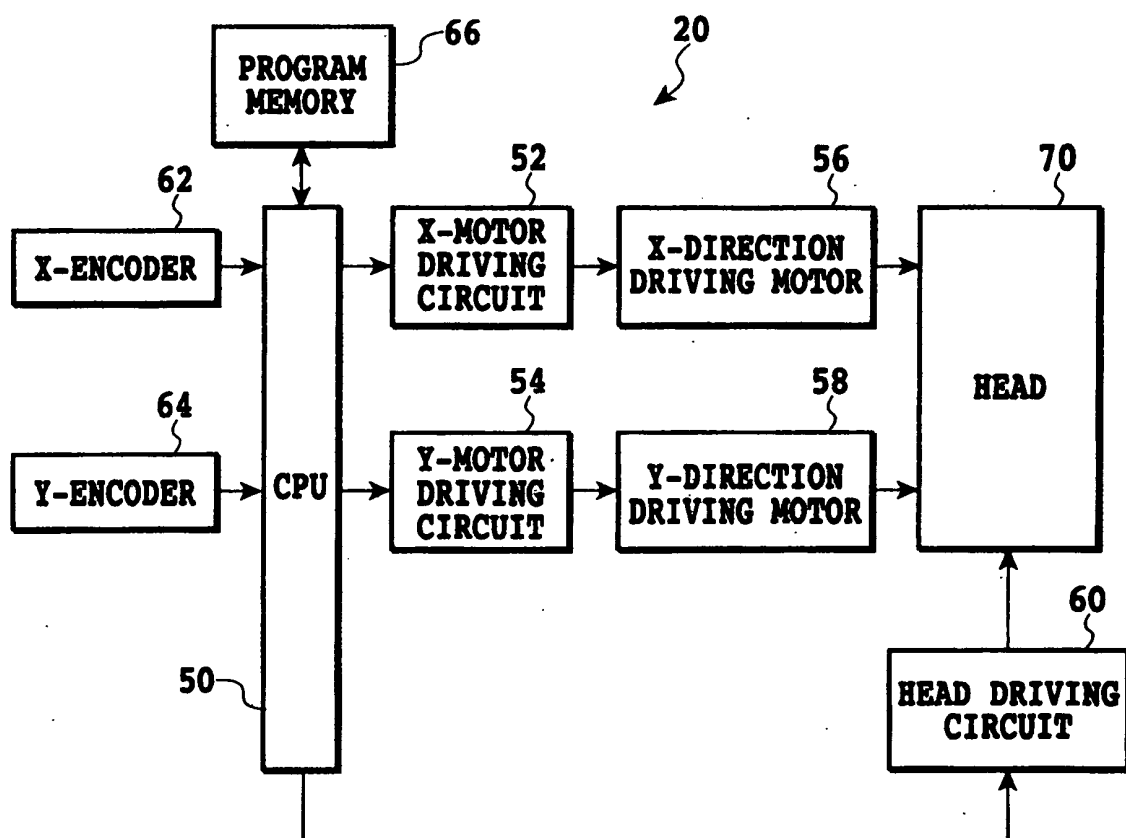 66
20
PROGRAM
MEMORY
62
52
56
70
X-ENCODER
X-MOTOR
DRIVING
CIRCUIT
X-DIRECTION
DRIVING MOTOR
HEAD
64
54
58
Y-ENCODER
CPU
Y-MOTOR
DRIVING
CIRCUIT
Y-DIRECTION
DRIVING MOTOR
60
50
HEAD DRIVING
CIRCUIT